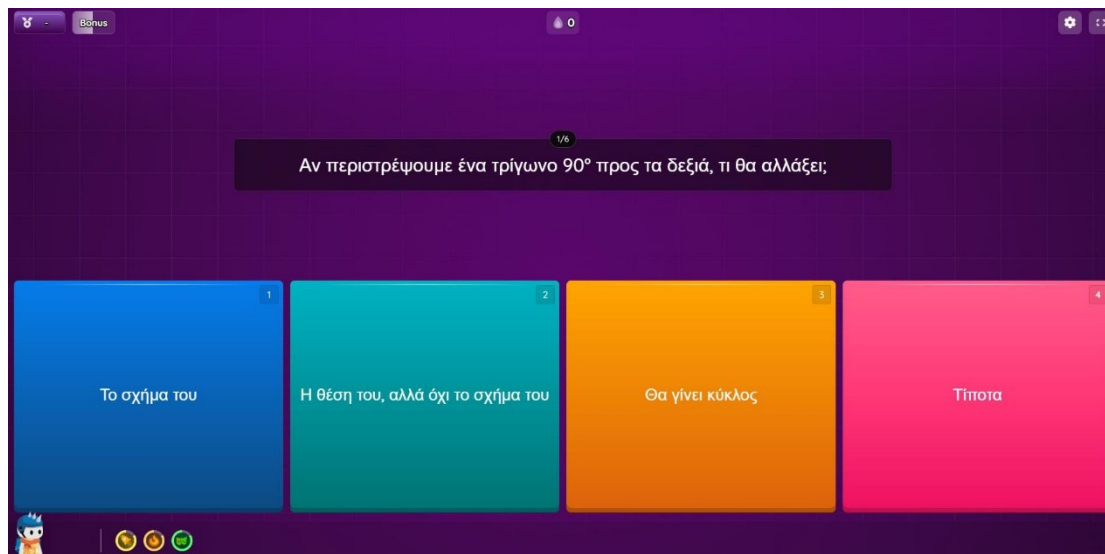 -
Bonus
0
1/6
Αν περιστρέψουμε ένα τρίγωνο 90° προς τα δεξιά, τι θα αλλάξει;
1
Το σχήμα του
2
Η θέση του, αλλά όχι το σχήμα του
3
Θα γίνει κύκλος
4
Τίποτα